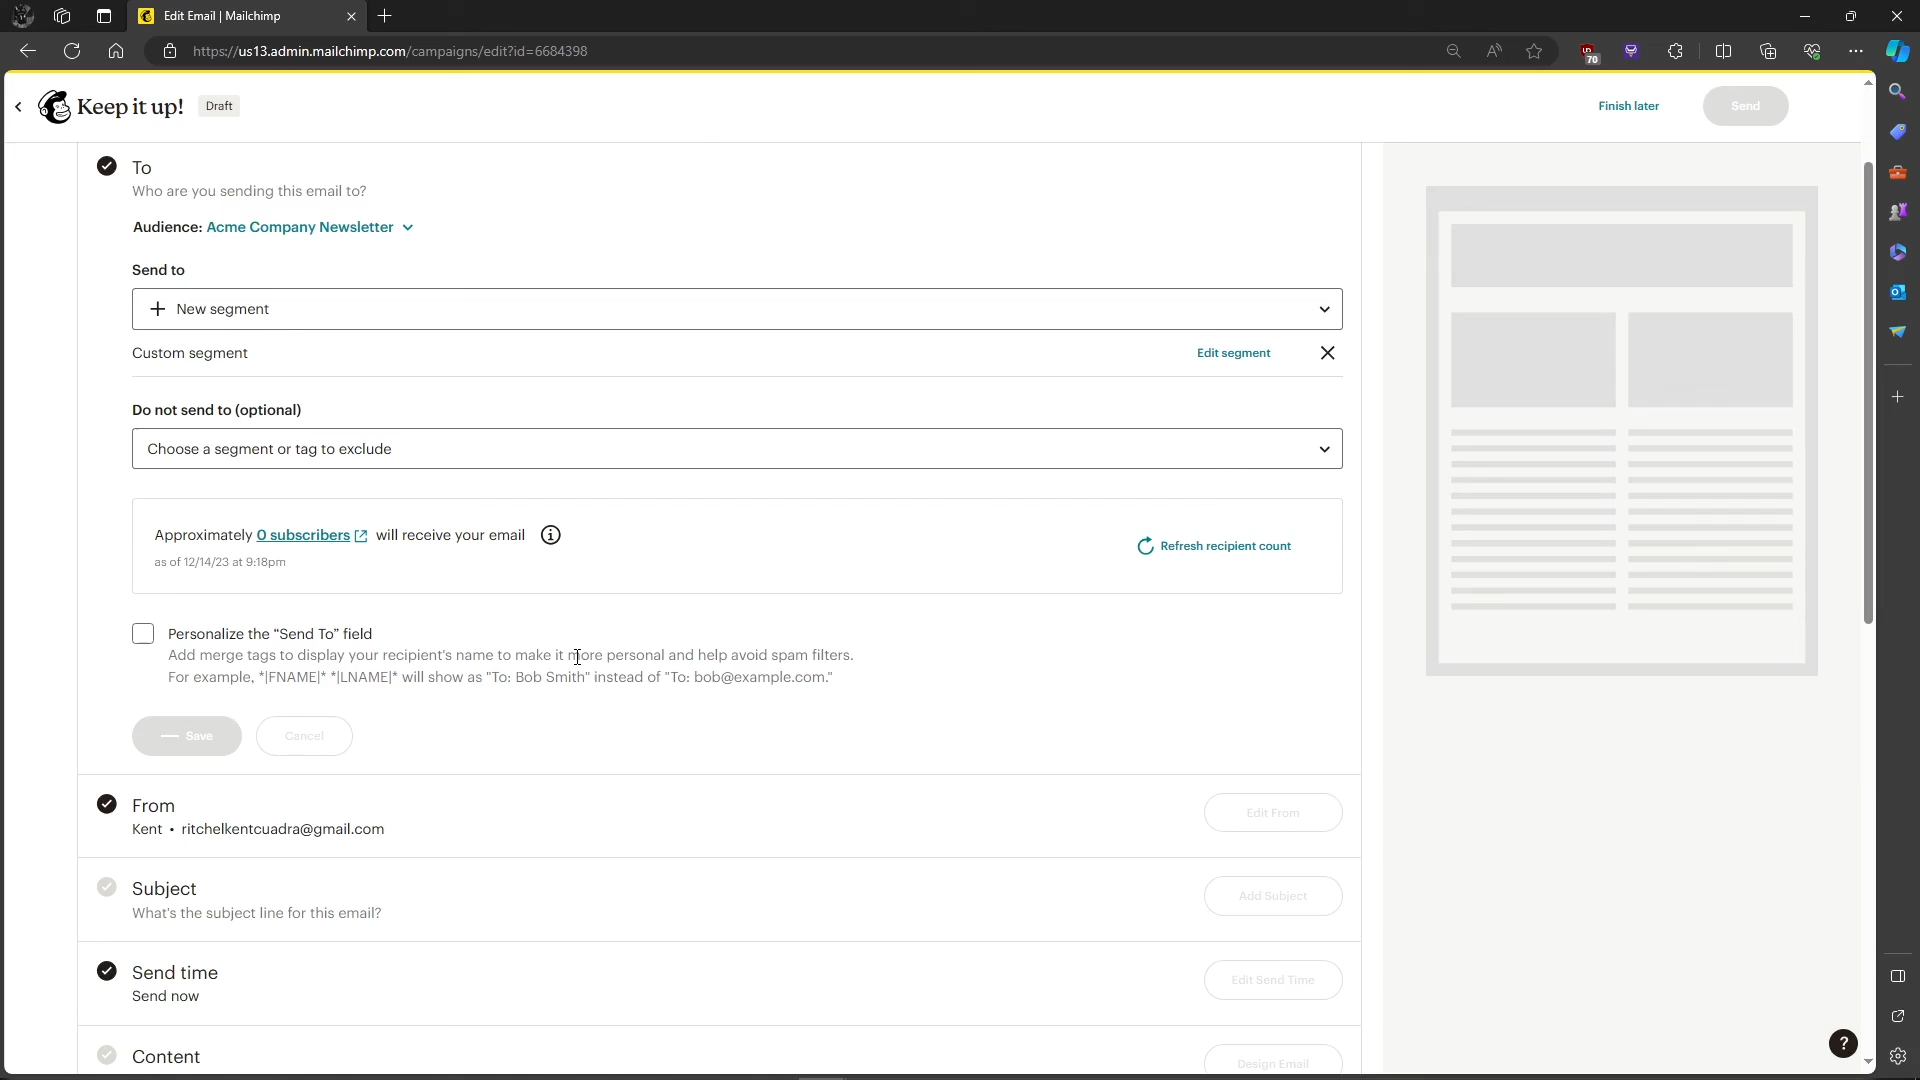 Edit Email | Mailchimp
https://us13.admin.mailchimp.com/campaigns/edit?id=6684398
70
Keep it up!
Draft
Finish later
Send
To
Who are you sending this email to?
Audience: Acme Company Newsletter
Send to
New segment
Custom segment
Edit segment
Do not send to (optional)
Choose a segment or tag to exclude
Approximately 0 subscribers will receive your email
as of 12/14/23 at 9:18pm
Refresh recipient count
Personalize the "Send To" field
Add merge tags to display your recipient's name to make it more personal and help avoid spam filters.
For example, *|FNAME|* *|LNAME|* will show as "To: Bob Smith" instead of "To: bob@example.com."
Save
Cancel
From
Kent • ritchelkentcuadra@gmail.com
Edit From
Subject
What's the subject line for this email?
Add Subject
Send time
Send now
Edit Send Time
Content
Design Email
?